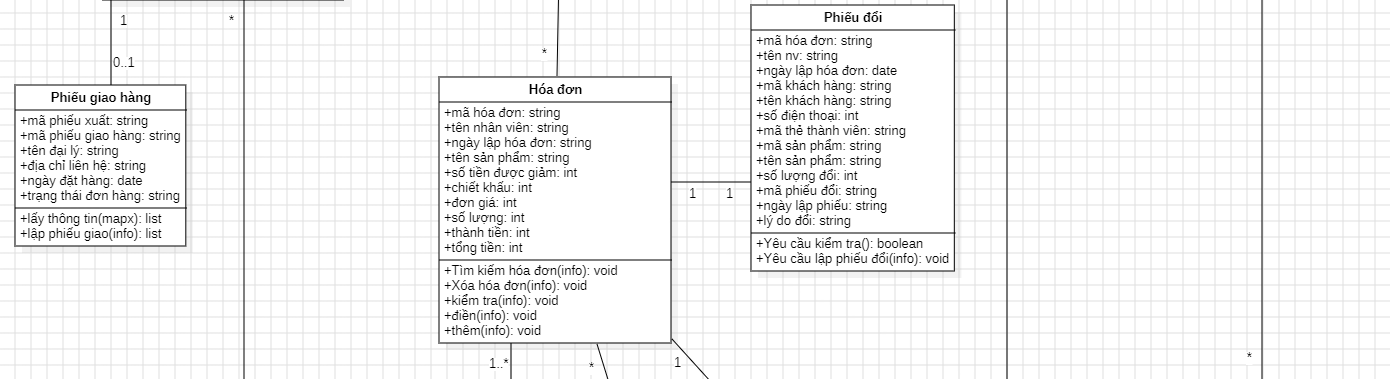 1
*
0..1
Phiếu giao hàng
+mã phiếu xuất: string
+mã phiếu giao hàng: string
+tên đại lý: string
+địa chỉ liên hệ: string
+ngày đặt hàng: date
+trạng thái đơn hàng: string
+lấy thông tin(mapx): list
+lập phiếu giao(info): list
*
Hóa đơn
+mã hóa đơn: string
+tên nhân viên: string
+ngày lập hóa đơn: string
+tên sản phẩm: string
+số tiền được giảm: int
+chiết khấu: int
+đơn giá: int
+số lượng: int
+thành tiền: int
+tổng tiền: int
+Tìm kiếm hóa đơn(info): void
+Xóa hóa đơn(info): void
+kiểm tra(info): void
+điền(info): void
+thêm(info): void
1..*
*
1
1
1
Phiếu đổi
+mã hóa đơn: string
+tên nv: string
+ngày lập hóa đơn: date
+mã khách hàng: string
+tên khách hàng: string
+số điện thoại: int
+mã thẻ thành viên: string
+mã sản phẩm: string
+tên sản phẩm: string
+số lượng đổi: int
+mã phiếu đổi: string
+ngày lập phiếu: string
+lý do đổi: string
+Yêu cầu kiểm tra(): boolean
+Yêu cầu lập phiếu đổi(info): void
*